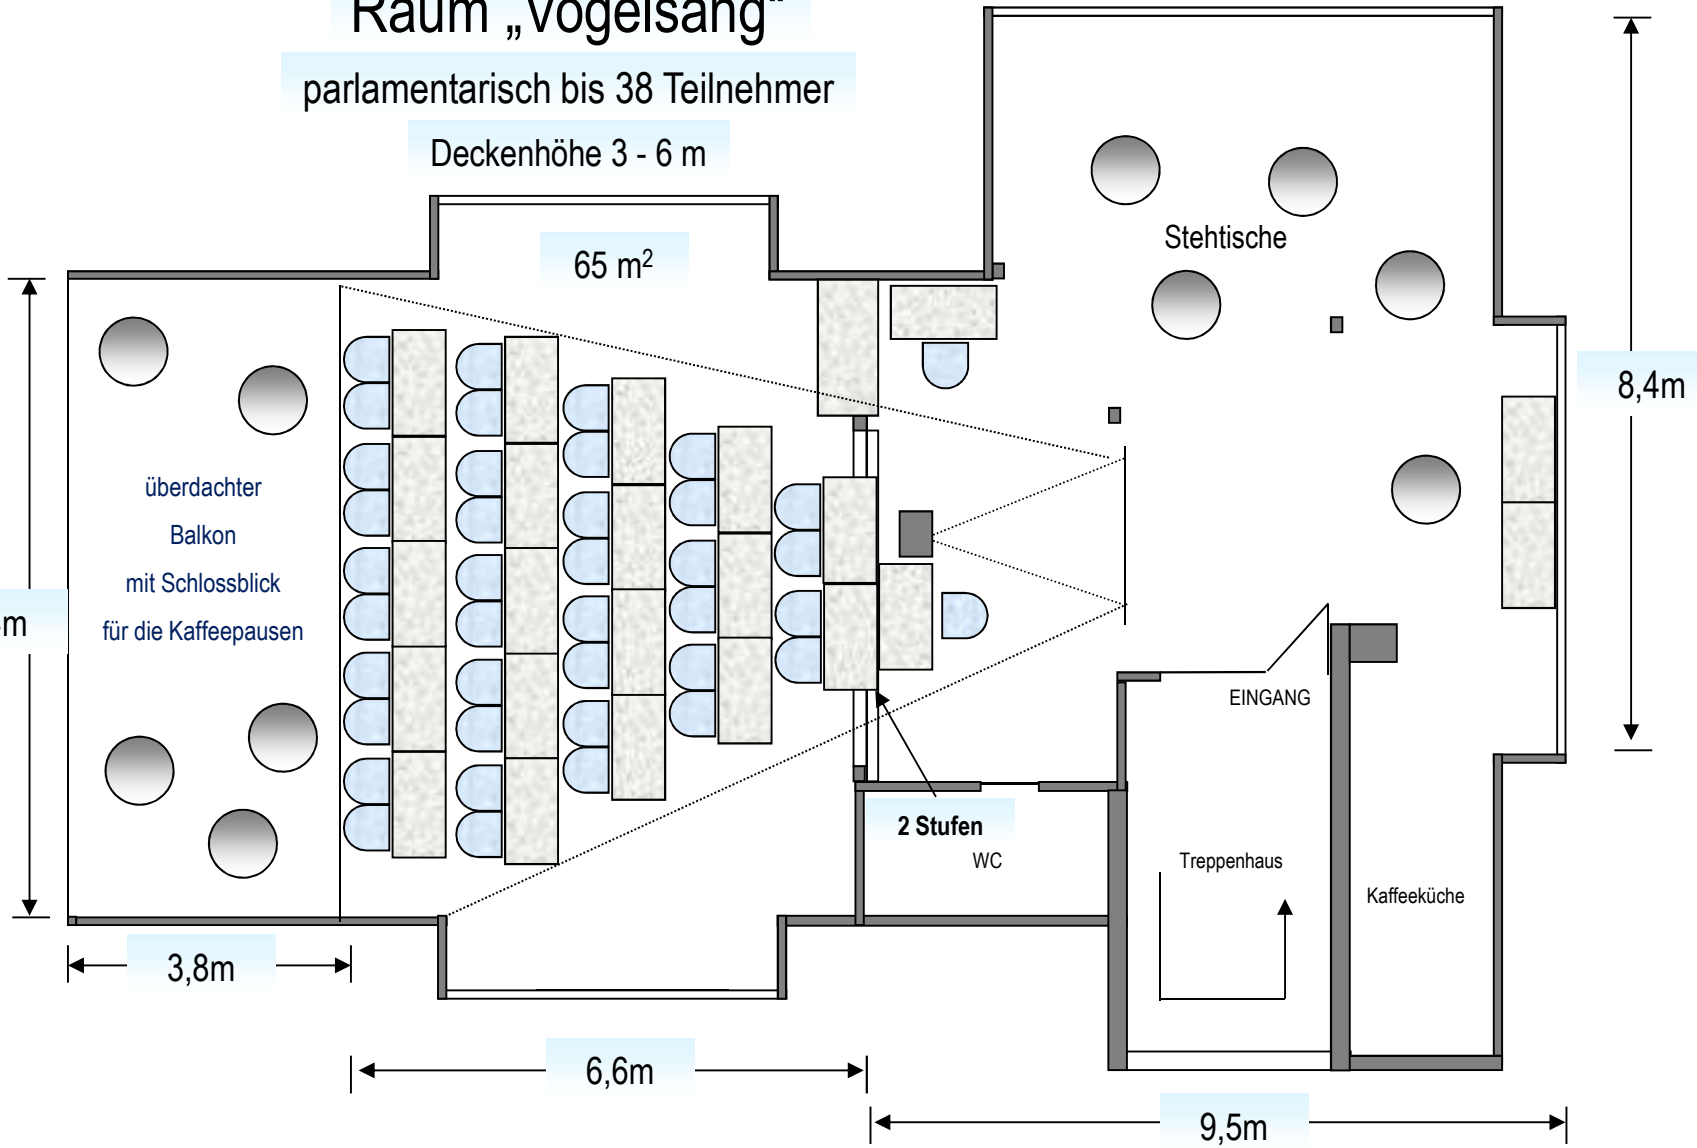 Raum „Vogelsang“
parlamentarisch bis 38 Teilnehmer
Deckenhöhe 3 - 6 m
65 m²
Stehtische
8,4m
überdachter
Balkon
mit Schlossblick
für die Kaffeepausen
m
EINGANG
2 Stufen
WC
Treppenhaus
Kaffeeküche
3,8m
6,6m
9,5m